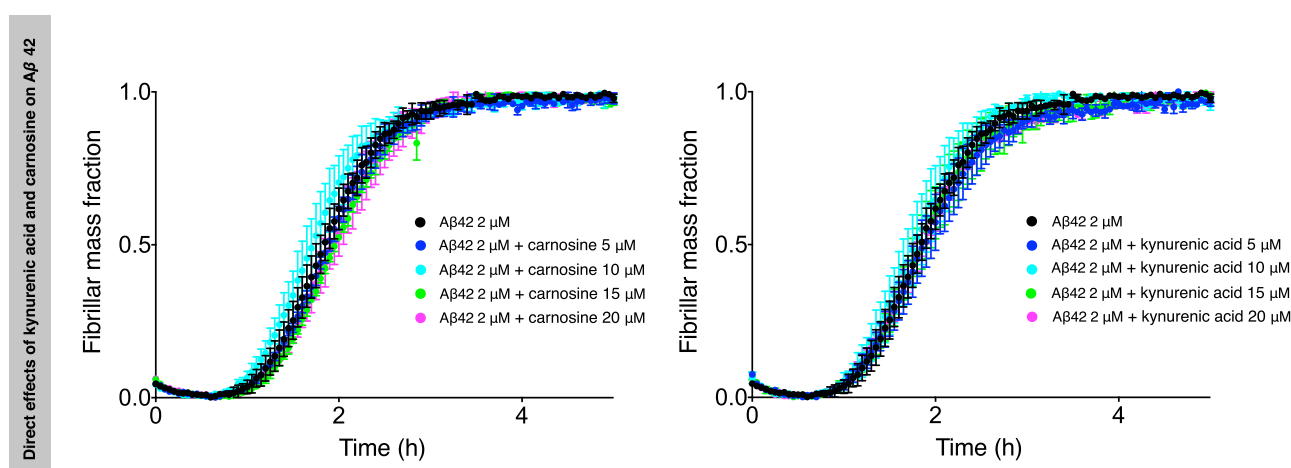 Direct effects of kynurenic acid and carnosine on Aβ 42
Fibrillar mass fraction
1.0
0.5
0.0
0
2
4
Time (h)
Aβ42 2 µM
Aβ42 2 µM + carnosine 5 µM
Aβ42 2 µM + carnosine 10 µM
Aβ42 2 µM + carnosine 15 µM
Aβ42 2 µM + carnosine 20 µM
Fibrillar mass fraction
1.0
0.5
0.0
0
2
4
Time (h)
Aβ42 2 µM
Aβ42 2 µM + kynurenic acid 5 µM
Aβ42 2 µM + kynurenic acid 10 µM
Aβ42 2 µM + kynurenic acid 15 µM
Aβ42 2 µM + kynurenic acid 20 µM